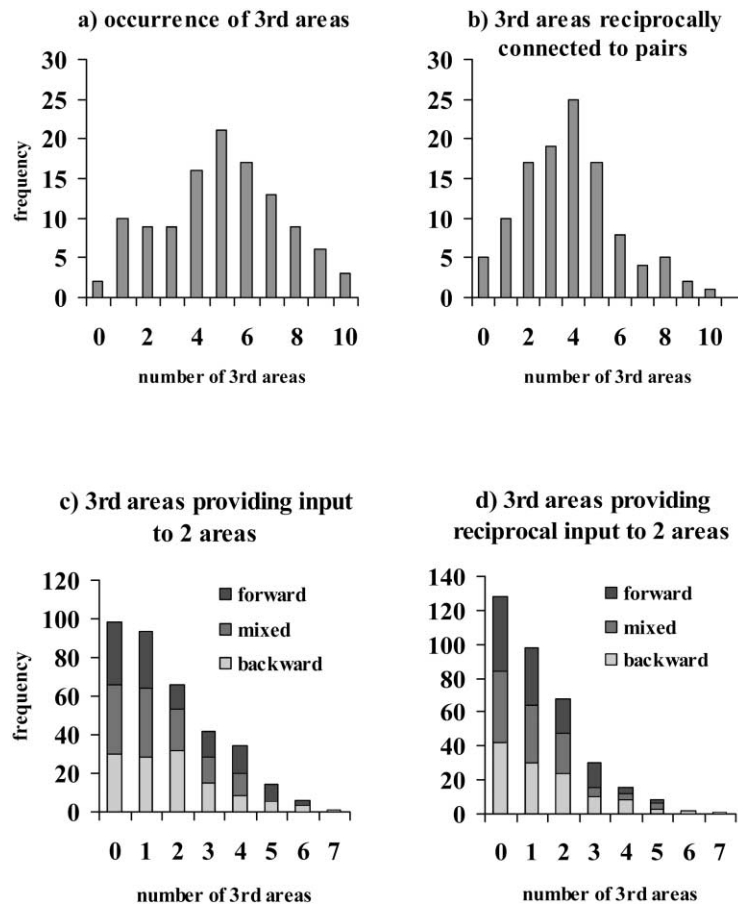 a) occurrence of 3rd areas
30
25
20
15
10
5
0
frequency
0 2 4 6 8 10
number of 3rd areas
b) 3rd areas reciprocally
connected to pairs
30
25
20
15
10
5
0
0 2 4 6 8 10
number of 3rd areas
c) 3rd areas providing input
to 2 areas
120
100
80
60
40
20
0
frequency
forward
mixed
backward
0 1 2 3 4 5 6 7
number of 3rd areas
d) 3rd areas providing
reciprocal input to 2 areas
140
120
100
80
60
40
20
0
forward
mixed
backward
0 1 2 3 4 5 6 7
number of 3rd areas